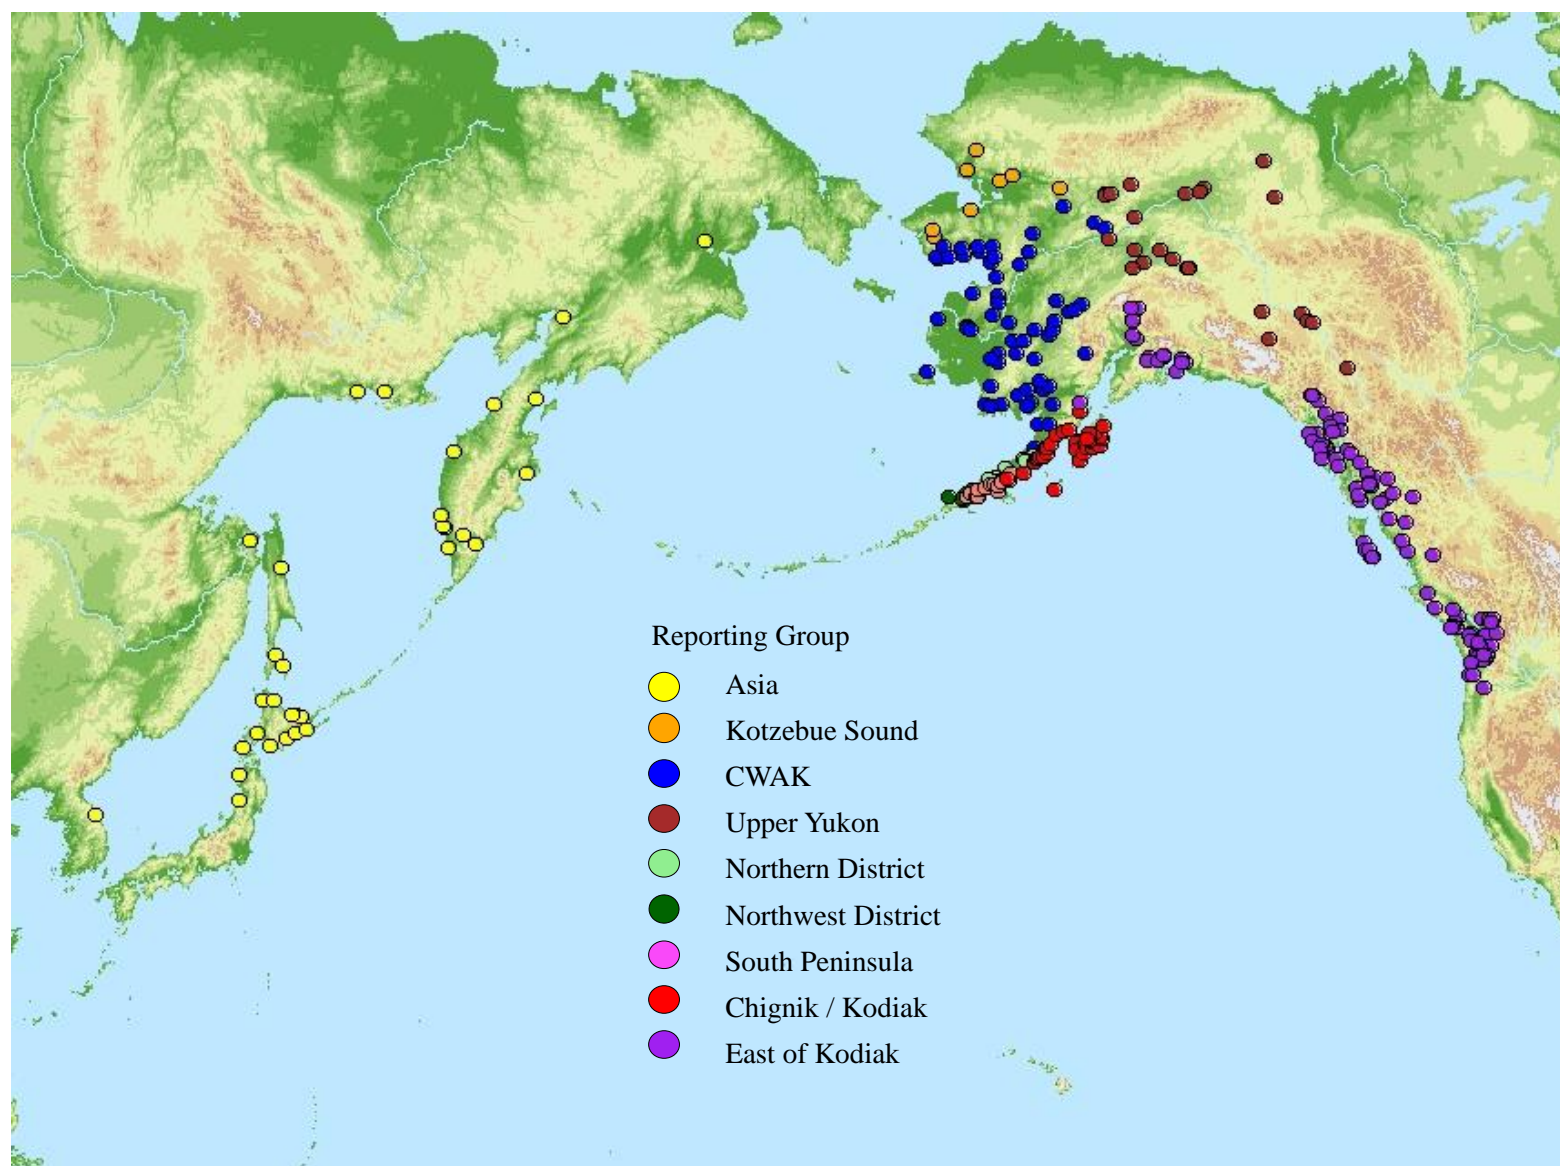 Reporting Group
Asia
Kotzebue Sound
CWAK
Upper Yukon
Northern District
Northwest District
South Peninsula
Chignik / Kodiak
East of Kodiak